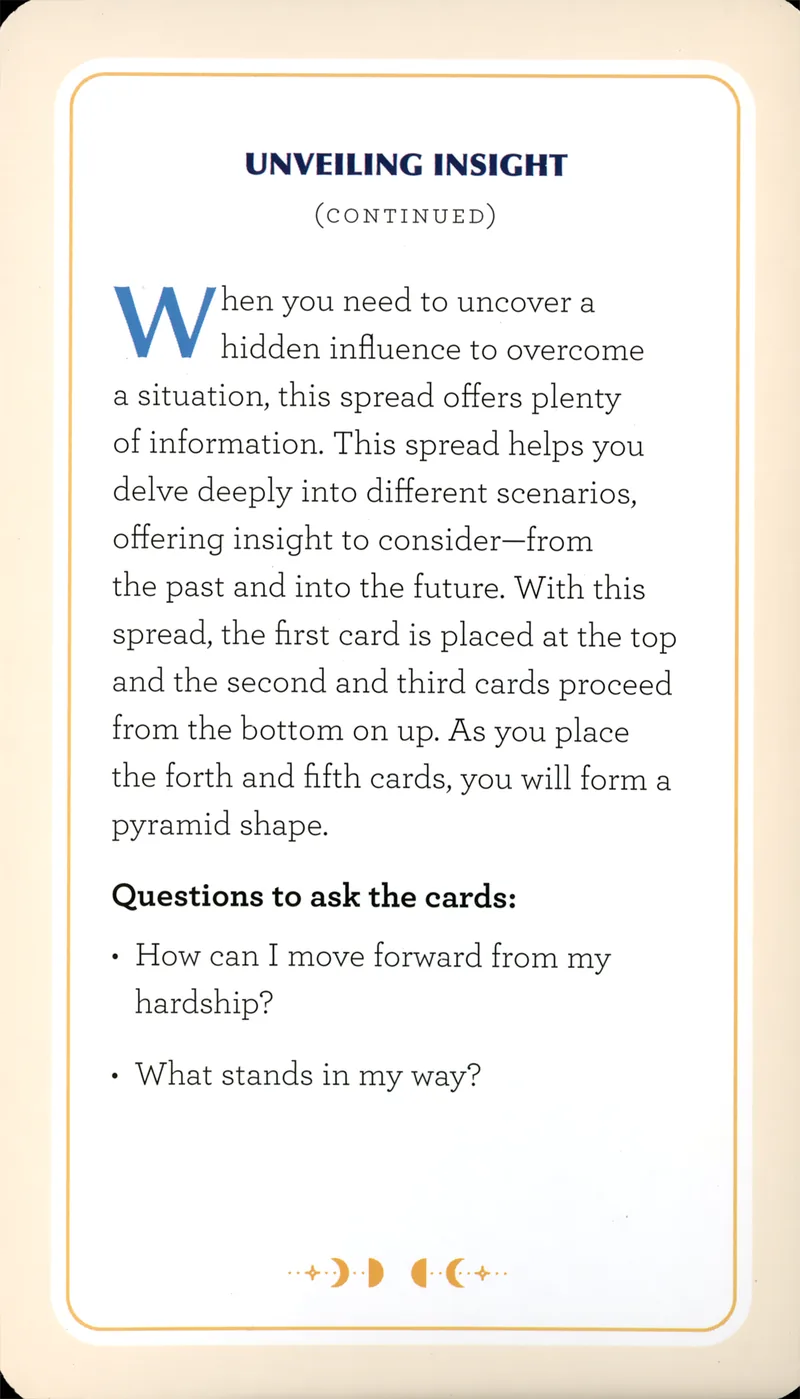 UNVEILING INSIGHT
(CONTINUED)
When you need to uncover a
hidden influence to overcome
a situation, this spread offers plenty
of information. This spread helps you
delve deeply into different scenarios,
offering insight to consider—from
the past and into the future. With this
spread, the first card is placed at the top
and the second and third cards proceed
from the bottom on up. As you place
the forth and fifth cards, you will form a
pyramid shape.
Questions to ask the cards:
• How can I move forward from my
hardship?
• What stands in my way?